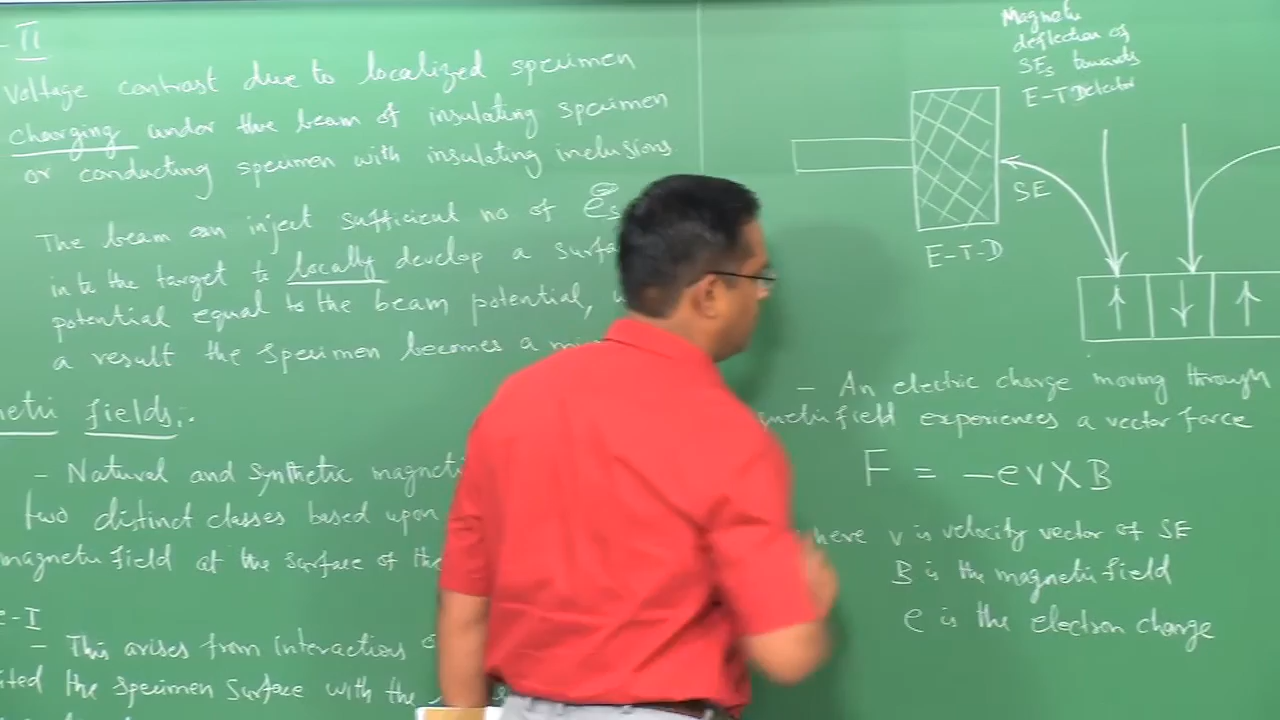 - II
Voltage contrast due to localized specimen
charging under the beam of insulating specimen
or conducting specimen with insulating inclusions
The beam can inject sufficient no of es
into the target to locally develop a surfa
potential equal to the beam potential,
a result the specimen becomes a mi
netic fields:-
- Natural and synthetic magneti
two distinct classes based upon
magnetic field at the surface of the
e-I
- This arises from interactions o
ited the specimen surface with the
Magnetic
deflection of
SEs towards
E-T Detector
SE
E-T-D
- An electric charge moving through
gnetic field experiences a vector force
F = -ev X B
here v is velocity vector of SE
B is the magnetic field
e is the electron charge